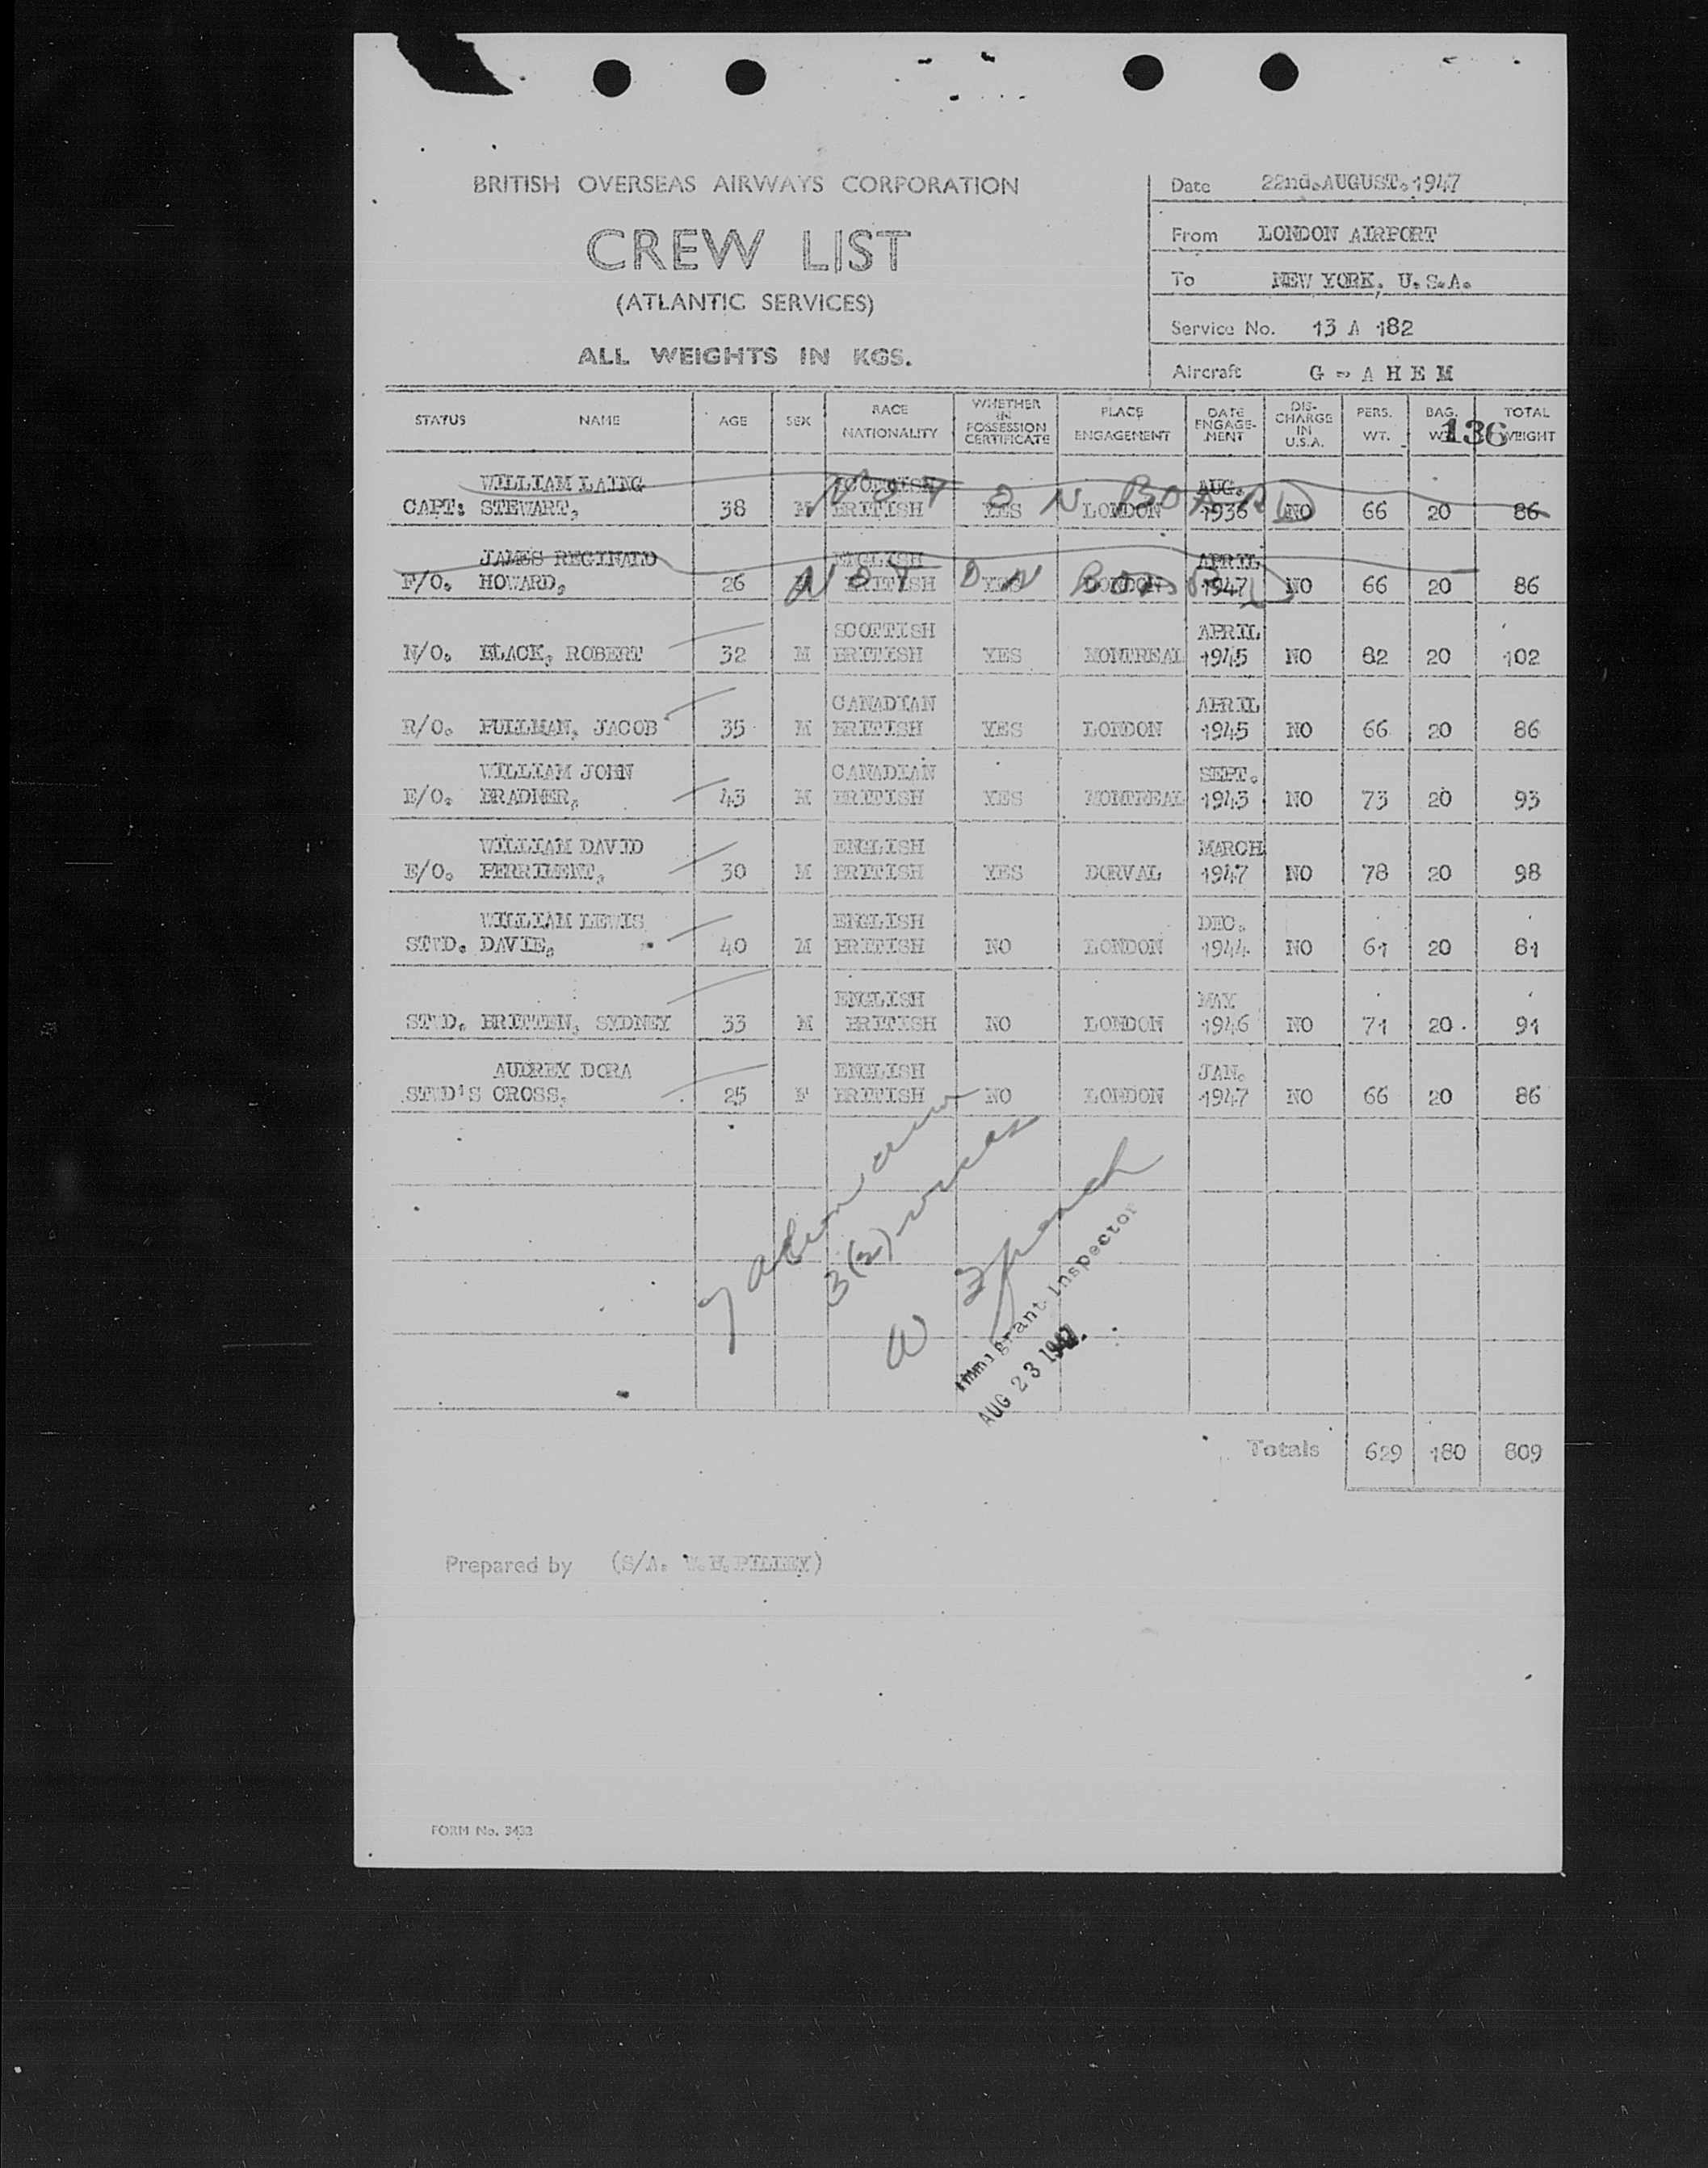 BRITISH OVERSEAS AIRWAYS CORPORATION
CREW LIST
(ATLANTIC SERVICES)
ALL WEIGHTS IN KGS.
Date 22nd.AUGUST.1947
From LONDON AIRPORT
To NEW YORK, U.S.A.
Service No. 13 A 182
Aircraft G - A H E M
STATUS NAME AGE SEX RACE NATIONALITY WHETHER IN POSSESSION CERTIFICATE PLACE ENGAGEMENT DATE ENGAGE-MENT DIS-CHARGE IN U.S.A. PERS. WT. BAG. WT. TOTAL WEIGHT
136
WILLIAM LAING SCOTTISH AUG.
CAPT: STEWART, 38 M BRITISH YES LONDON 1936 NO 66 20 86
NOT ON BOARD
JAMES REGINALD ENGLISH APRIL
F/O. HOWARD, 26 M BRITISH YES LONDON 1947 NO 66 20 86
NOT ON BOARD
SCOTTISH APRIL
N/O. BLACK, ROBERT 32 M BRITISH YES MONTREAL 1945 NO 82 20 102
CANADIAN APRIL
R/O. PULLMAN, JACOB 35 M BRITISH YES LONDON 1945 NO 66 20 86
WILLIAM JOHN CANADIAN SEPT.
E/O. BRADNER, 43 M BRITISH YES MONTREAL 1943 NO 73 20 93
WILLIAM DAVID ENGLISH MARCH
E/O. PERRIMENT, 30 M BRITISH YES DORVAL 1947 NO 78 20 98
WILLIAM LEWIS ENGLISH DEC.
STWD. DAVIE, 40 M BRITISH NO LONDON 1944 NO 61 20 81
ENGLISH MAY
STWD. BRITTEN, SYDNEY 33 M BRITISH NO LONDON 1946 NO 71 20 91
AUDREY DORA ENGLISH JAN.
STWD'S CROSS, 25 F BRITISH NO LONDON 1947 NO 66 20 86
7
3(2)
Immigrant Inspector
AUG 23 1947
Totals 629 180 809
Prepared by (S/A.
FORM No. 3432